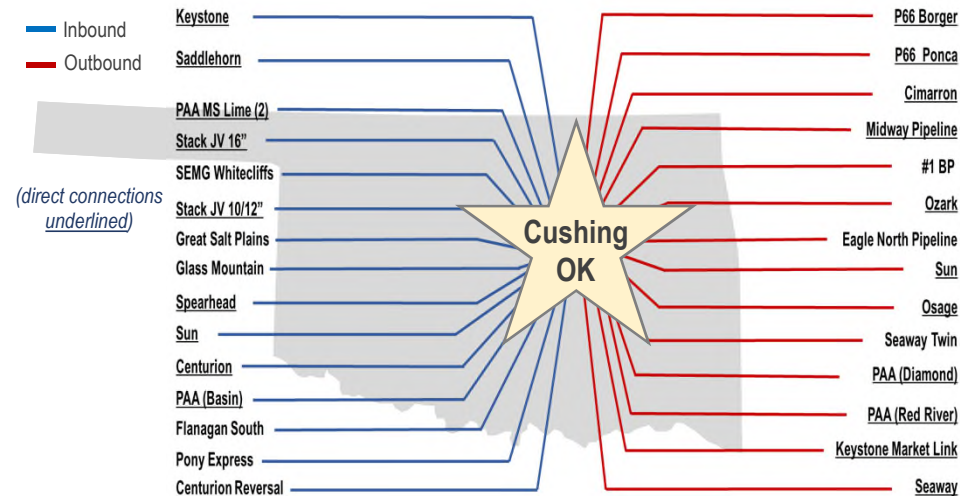 Inbound
Outbound
(direct connections
underlined)
Keystone
Saddlehorn
PAA MS Lime (2)
Stack JV 16”
SEMG Whitecliffs
Stack JV 10/12”
Great Salt Plains
Glass Mountain
Spearhead
Sun
Centurion
PAA (Basin)
Flanagan South
Pony Express
Centurion Reversal
Cushing
OK
P66 Borger
P66 Ponca
Cimarron
Midway Pipeline
#1 BP
Ozark
Eagle North Pipeline
Sun
Osage
Seaway Twin
PAA (Diamond)
PAA (Red River)
Keystone Market Link
Seaway